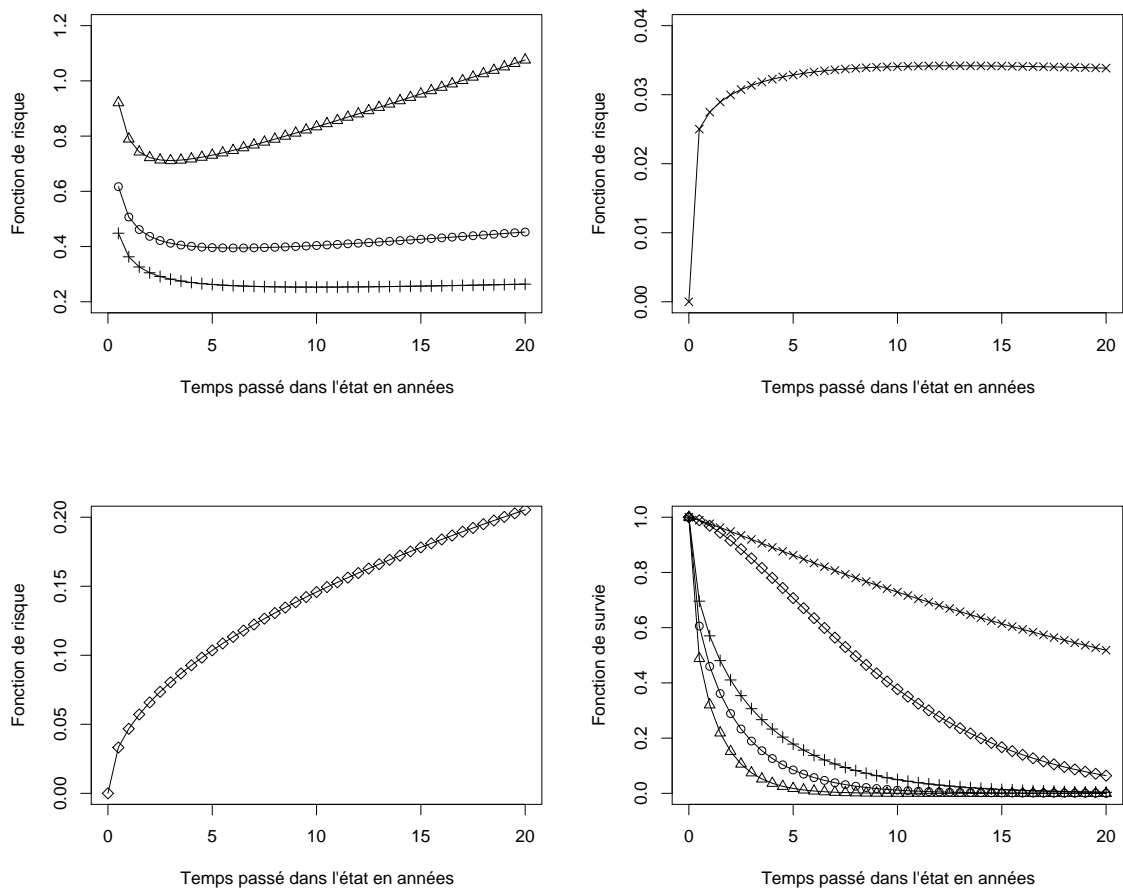 1.2
1.0
0.8
0.6
0.4
0.2
Fonction de risque
0 5 10 15 20
Temps passé dans l'état en années
0.04
0.03
0.02
0.01
0.00
Fonction de risque
0 5 10 15 20
Temps passé dans l'état en années
0.20
0.15
0.10
0.05
0.00
Fonction de risque
0 5 10 15 20
Temps passé dans l'état en années
1.0
0.8
0.6
0.4
0.2
0.0
Fonction de survie
0 5 10 15 20
Temps passé dans l'état en années